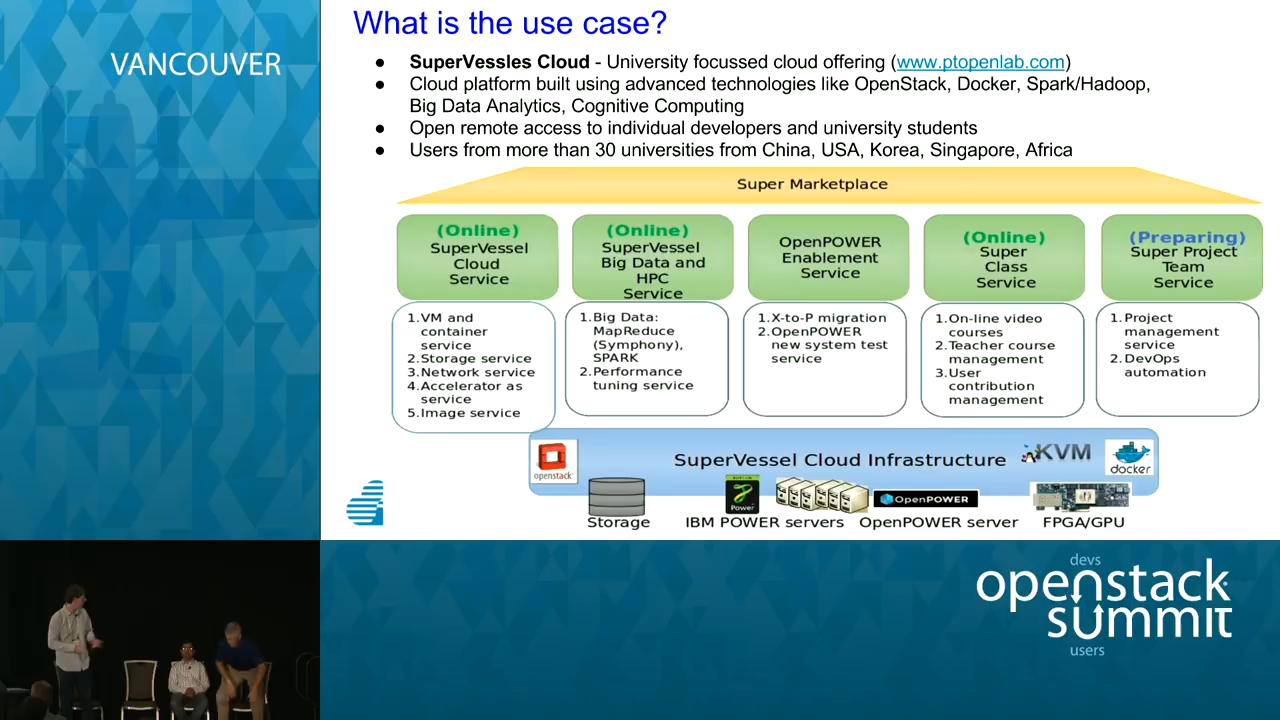 VANCOUVER
What is the use case?
● SuperVessles Cloud - University focussed cloud offering (www.ptopenlab.com)
● Cloud platform built using advanced technologies like OpenStack, Docker, Spark/Hadoop,
Big Data Analytics, Cognitive Computing
● Open remote access to individual developers and university students
● Users from more than 30 universities from China, USA, Korea, Singapore, Africa
Super Marketplace
(Online)
SuperVessel
Cloud
Service
1.VM and
container
service
2.Storage service
3.Network service
4.Accelerator as
service
5.Image service
(Online)
SuperVessel
Big Data and
HPC
Service
1.Big Data:
MapReduce
(Symphony),
SPARK
2.Performance
tuning service
OpenPOWER
Enablement
Service
1.X-to-P migration
2.OpenPOWER
new system test
service
(Online)
Super
Class
Service
1.On-line video
courses
2.Teacher course
management
3.User
contribution
management
(Preparing)
Super Project
Team
Service
1.Project
management
service
2.DevOps
automation
openstack
SuperVessel Cloud Infrastructure
KVM
docker
Power
OpenPOWER
Storage
IBM POWER servers
OpenPOWER server
FPGA/GPU
devs
openstack
summit
users